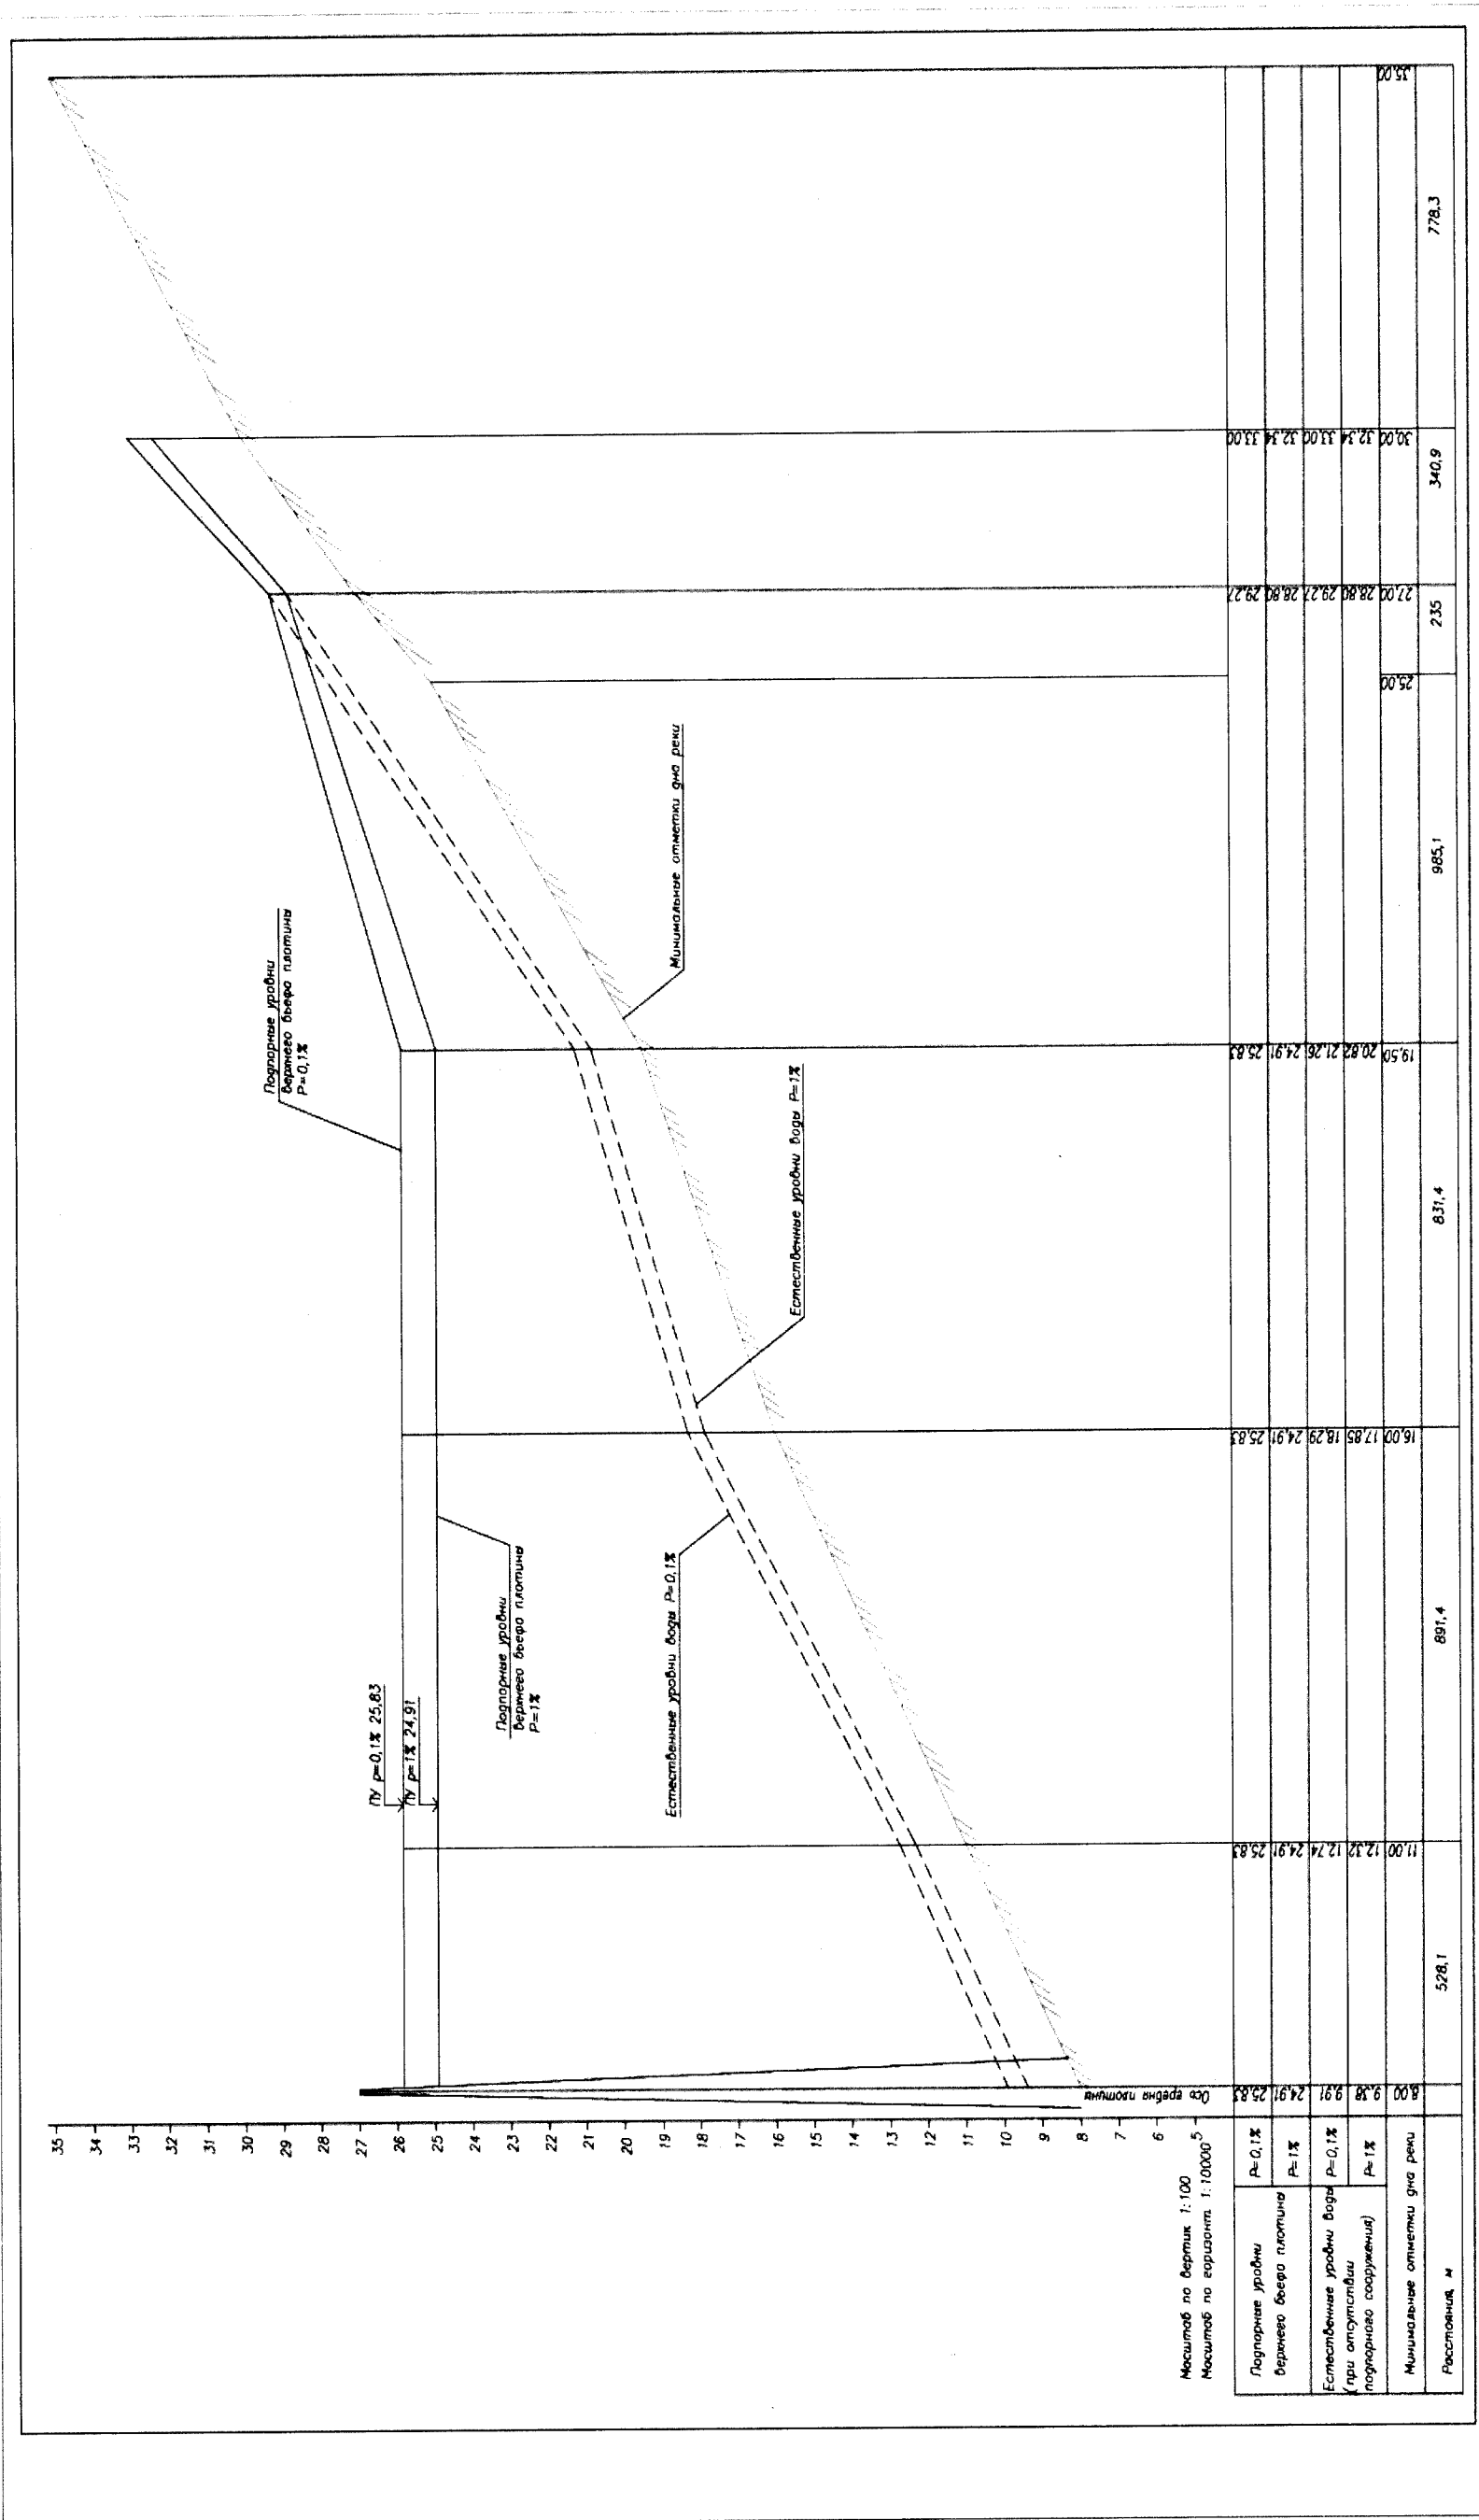 35
34
33
32
31
30
29
28
27
26
25
24
23
22
21
20
19
18
17
16
15
14
13
12
11
10
9
8
7
6
5
ПУ p=0,1% 25,83
ПУ p=1% 24,91
Подпорные уровни
верхнего бьефа плотины
P=1%
Подпорные уровни
верхнего бьефа плотины
P=0,1%
Естественные уровни воды P=0,1%
Естественные уровни воды P=1%
Минимальные отметки дна реки
Ось гребня плотины
Масштаб по вертик 1:100
Масштаб по горизонт 1:10000
Подпорные уровни
верхнего бьефа плотины
P=0,1%
25,83 25,83 25,83 25,83 29,27 33,00
P=1%
24,91 24,91 24,91 24,91 28,80 32,34
Естественные уровни воды
(при отсутствии
подпорного сооружения)
P=0,1%
9,91 12,74 18,29 21,26 29,27 33,00
P=1%
9,38 12,32 17,85 20,82 28,80 32,34
Минимальные отметки дна реки
8,00 11,00 16,00 19,50 25,00 27,00 30,00 35,00
Расстояния, м
528,1 891,4 831,4 985,1 235 340,9 778,3